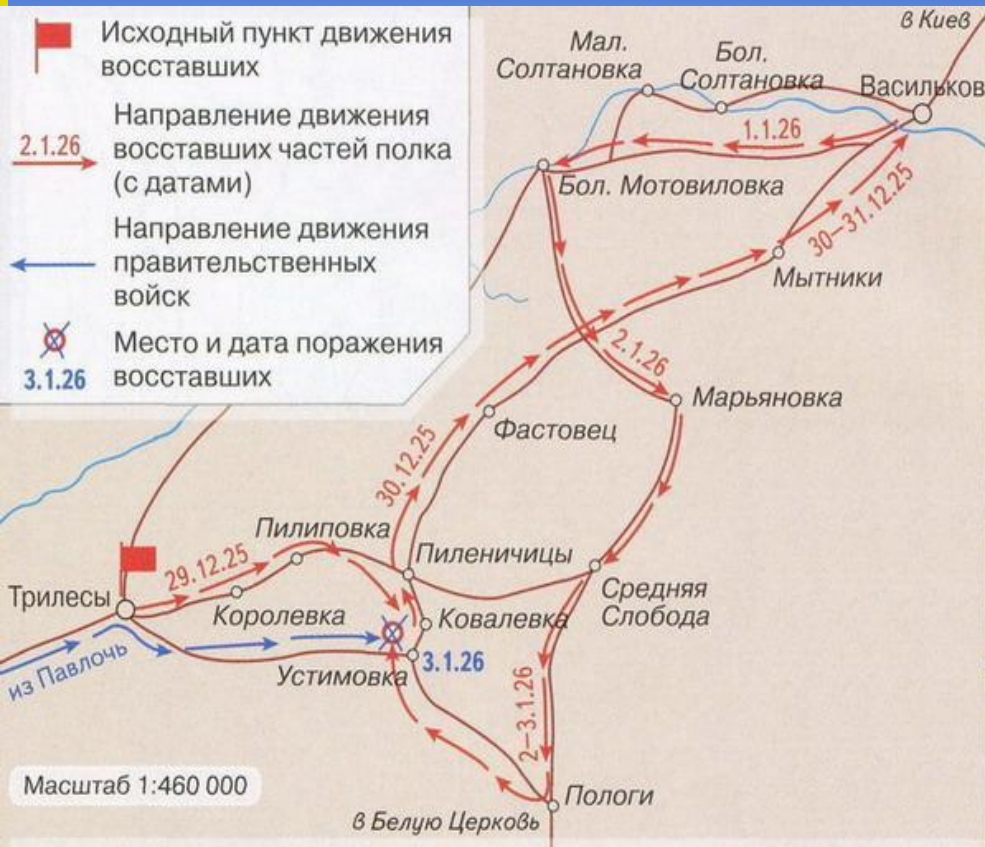 Исходный пункт движения
восставших
2.1.26
Направление движения
восставших частей полка
(с датами)
Направление движения
правительственных
войск
3.1.26
Место и дата поражения
восставших
в Киев
Мал.
Солтановка
Бол.
Солтановка
Васильков
1.1.26
Бол. Мотовиловка
30–31.12.25
Мытники
2.1.26
Марьяновка
Фастовец
30.12.25
Пилиповка
Пиленичицы
29.12.25
Трилесы
Королевка
Ковалевка
Средняя
Слобода
из Павлочь
Устимовка
3.1.26
2–3.1.26
Масштаб 1:460 000
Пологи
в Белую Церковь